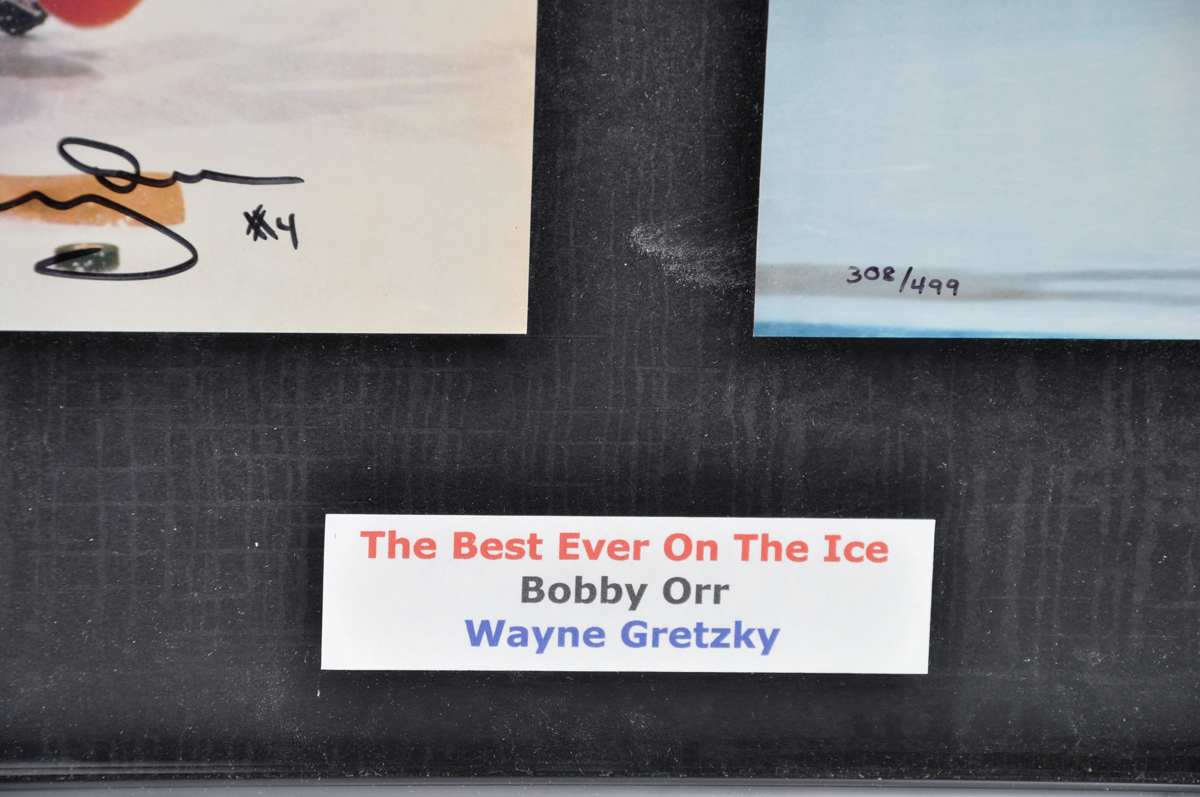 #4
308/499
The Best Ever On The Ice
Bobby Orr
Wayne Gretzky